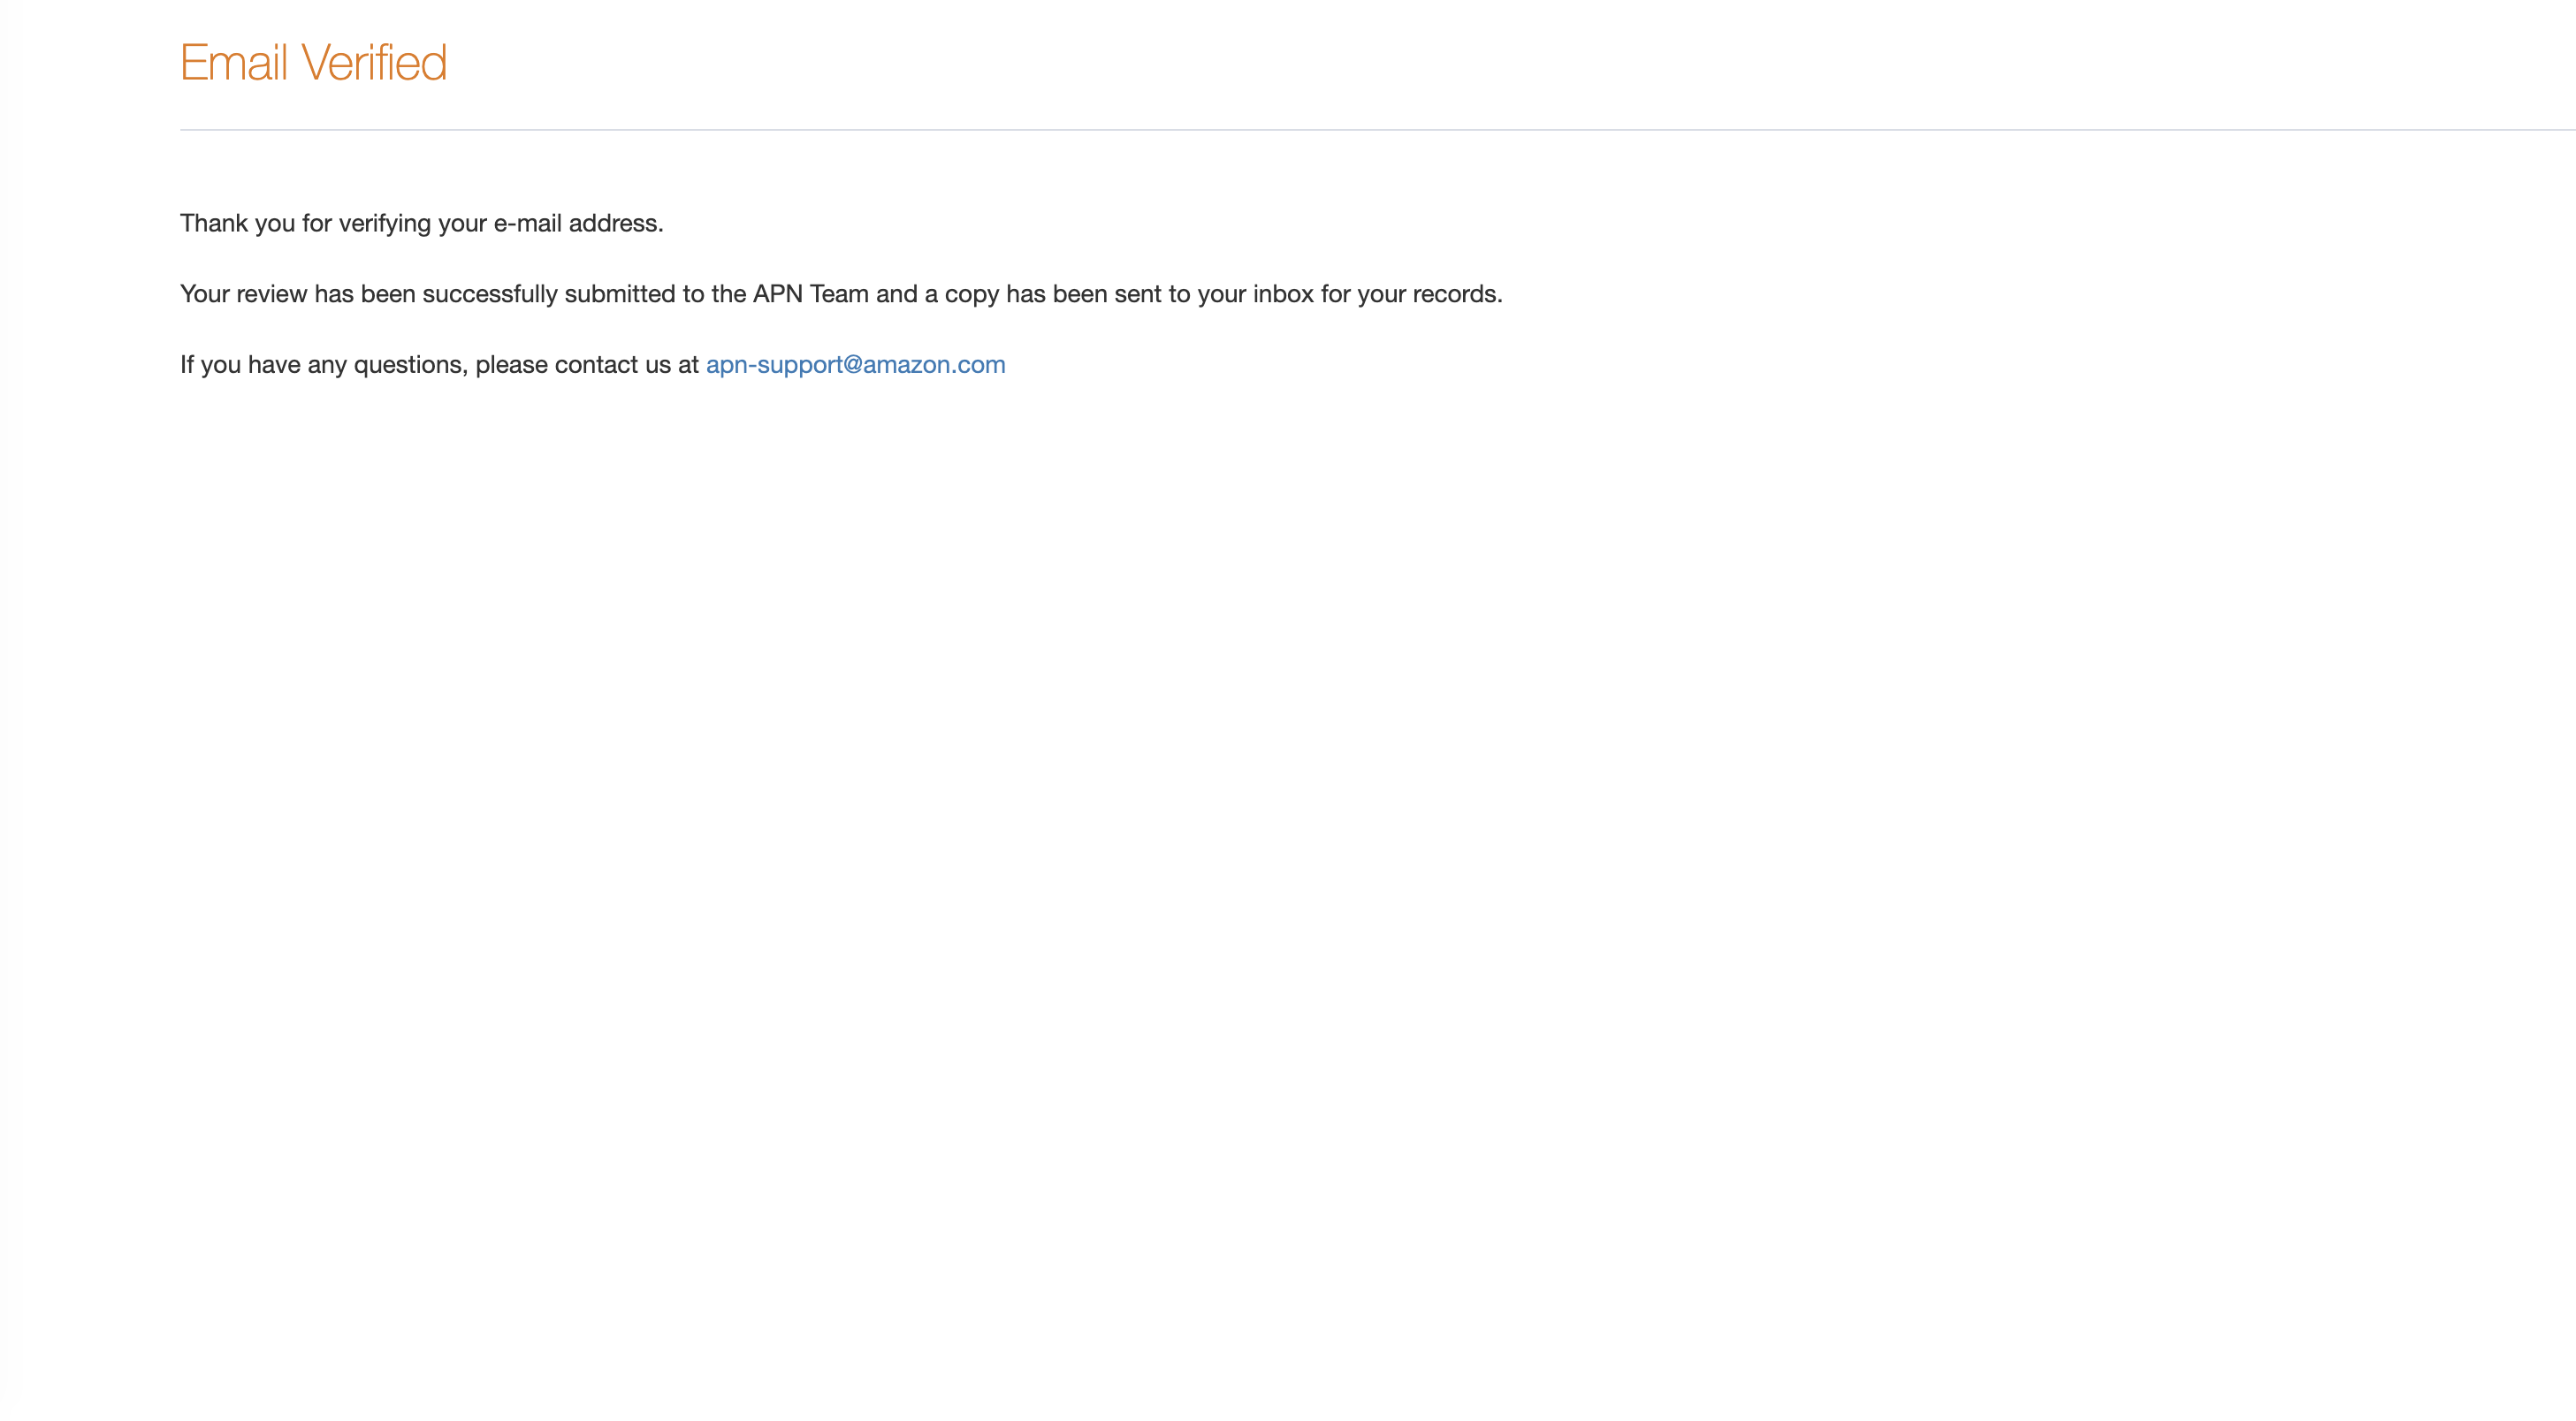 Email Verified
Thank you for verifying your e-mail address.
Your review has been successfully submitted to the APN Team and a copy has been sent to your inbox for your records.
If you have any questions, please contact us at apn-support@amazon.com